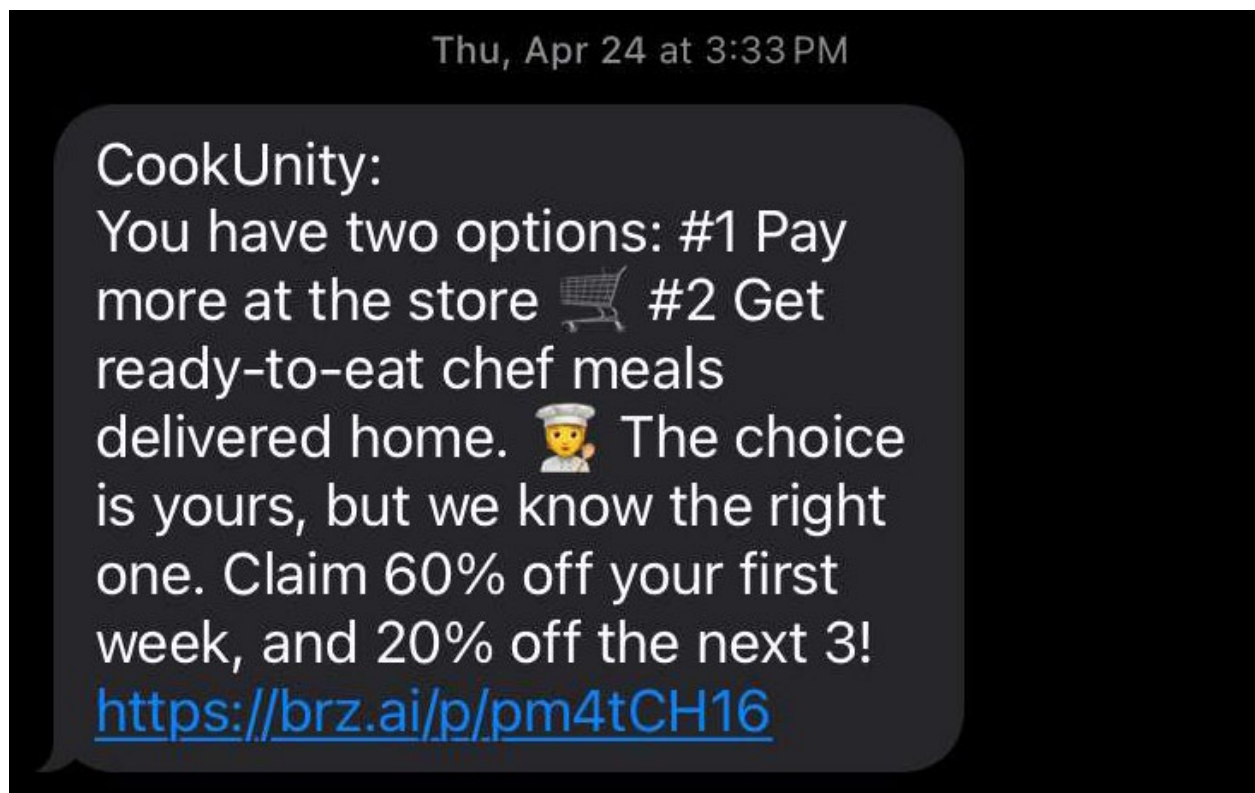 Thu, Apr 24 at 3:33 PM
CookUnity:
You have two options: #1 Pay
more at the store 🛒 #2 Get
ready-to-eat chef meals
delivered home. 🧑‍🍳 The choice
is yours, but we know the right
one. Claim 60% off your first
week, and 20% off the next 3!
https://brz.ai/p/pm4tCH16